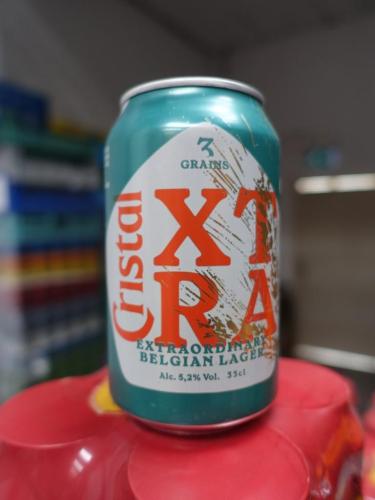 3
GRAINS
Cristal
XT
RA
EXTRAORDINARY
BELGIAN LAGER
Alc. 5,2% Vol. 33cl